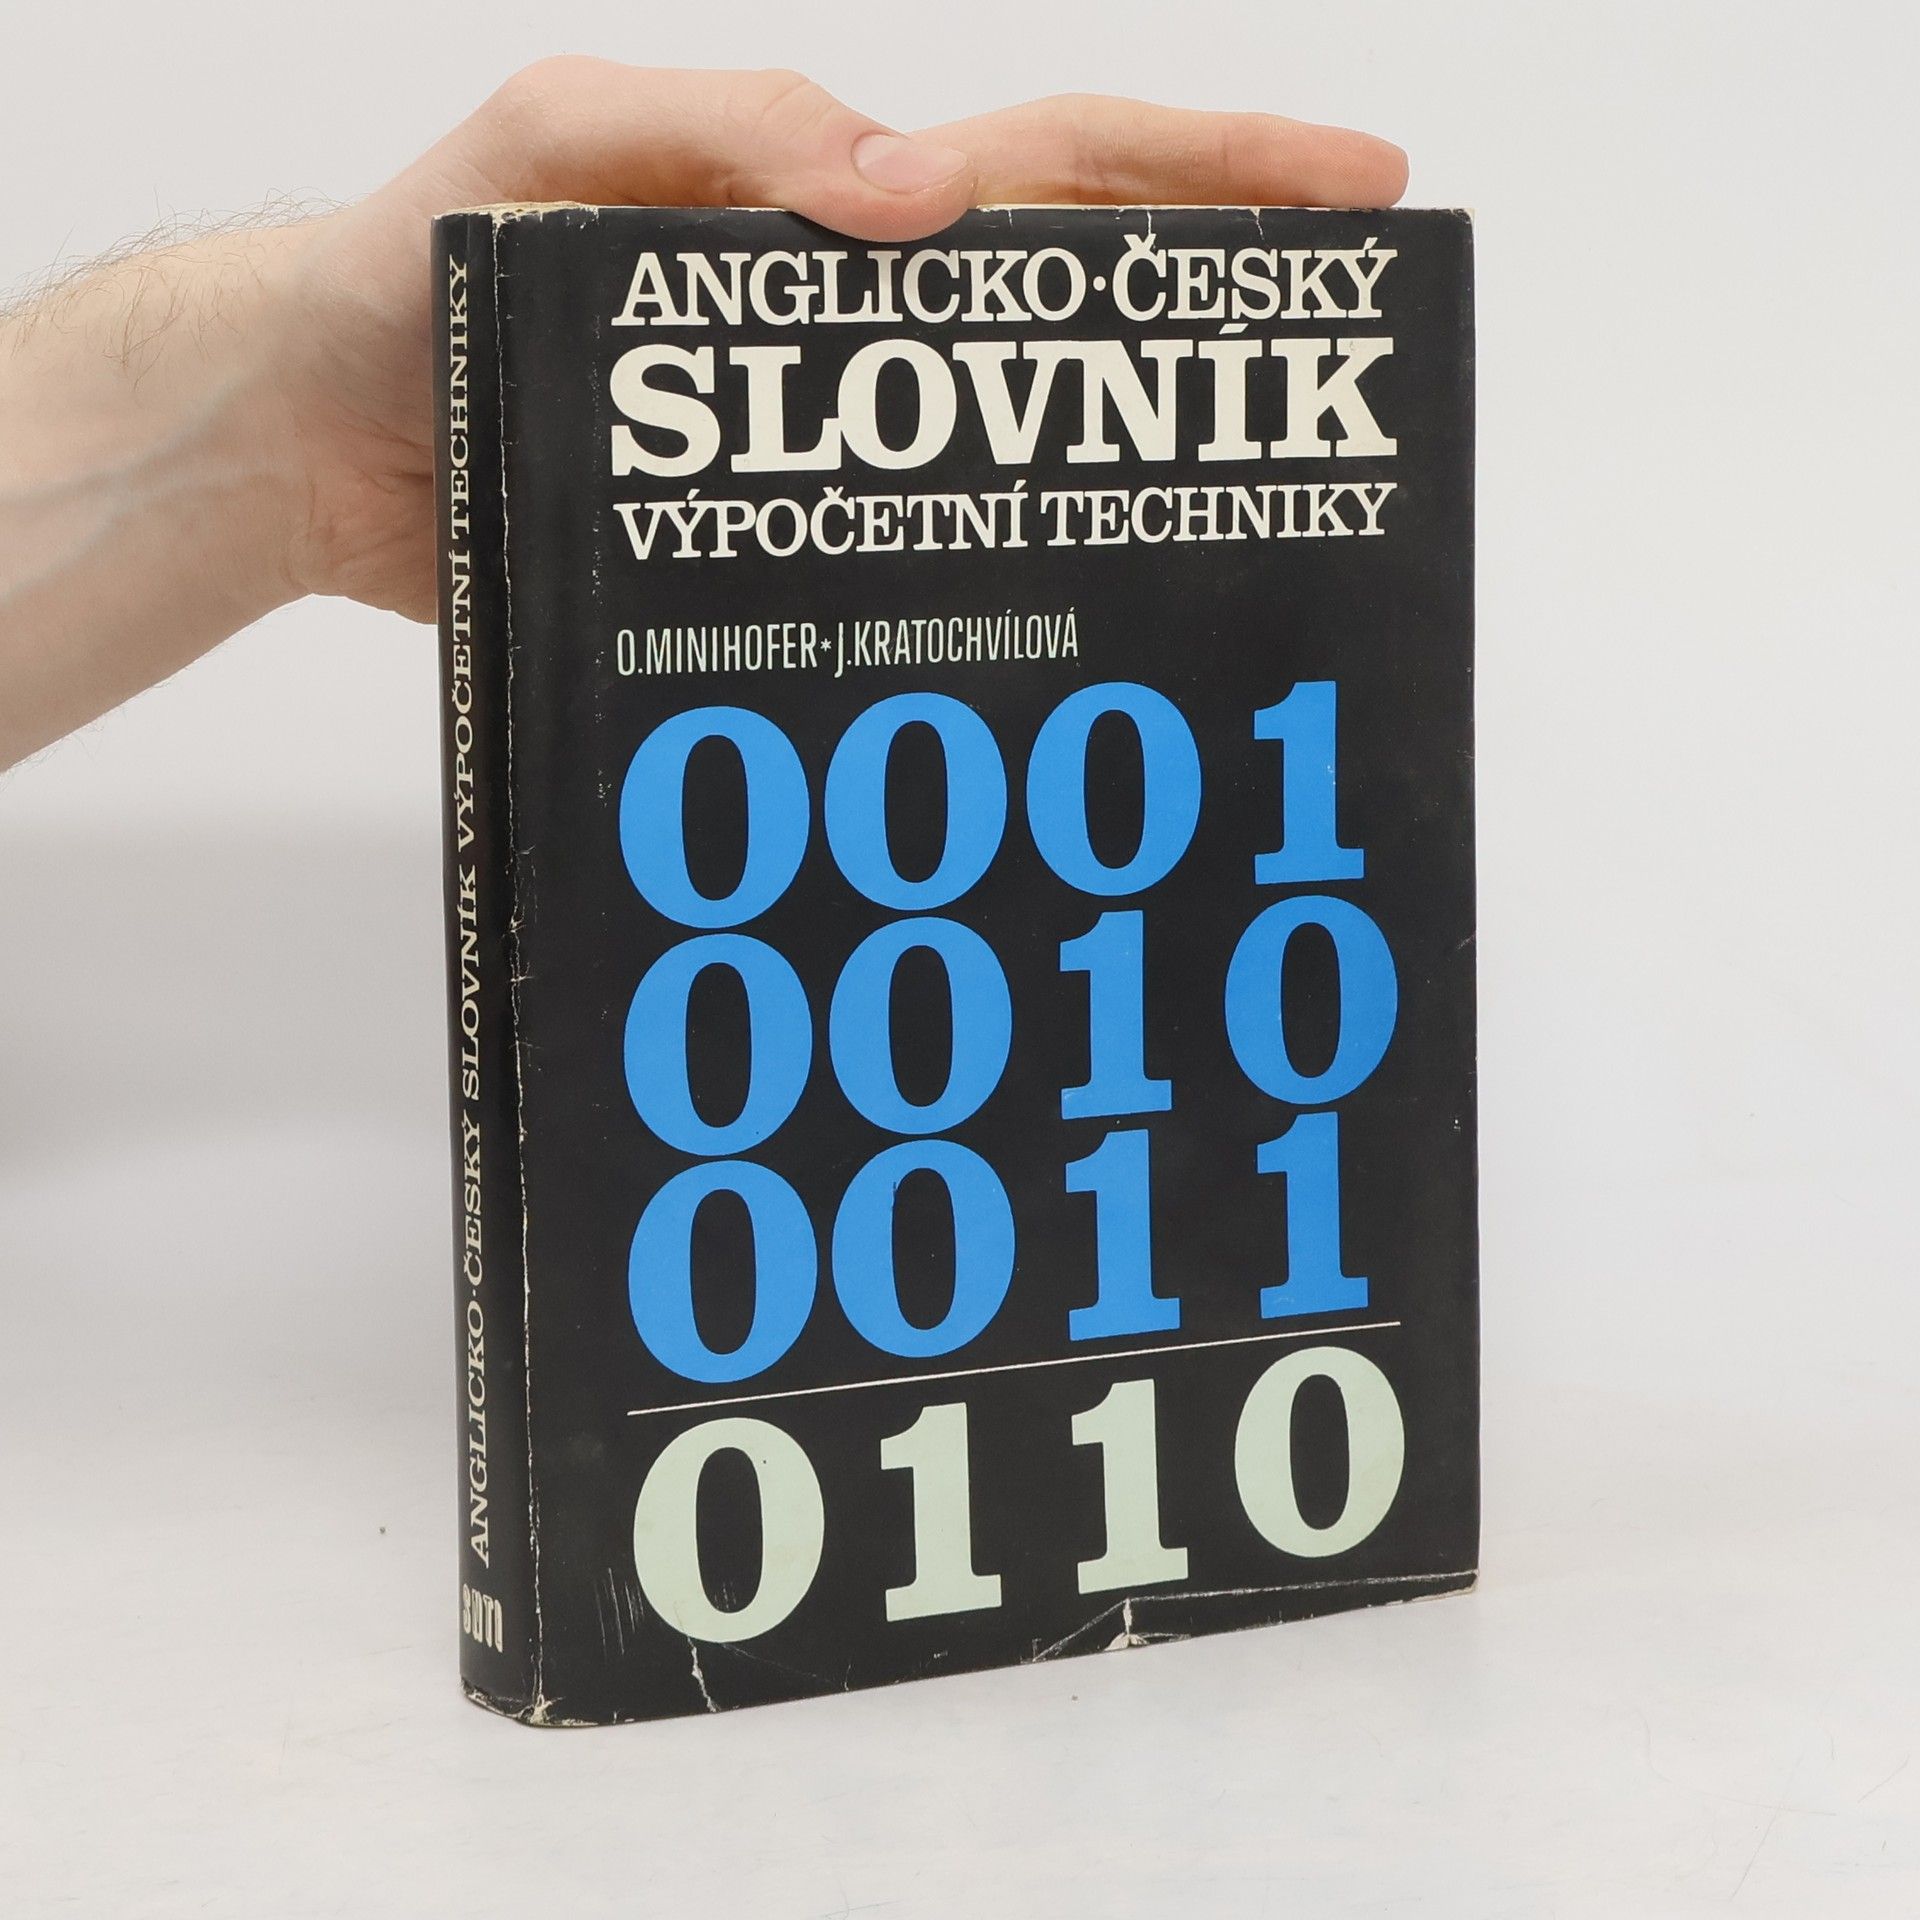 ANGLICKO·ČESKÝ
SLOVNÍK
VÝPOČETNÍ TECHNIKY
O.MINIHOFER*J.KRATOCHVÍLOVÁ
0001
0010
0011
0110
ANGLICKO·ČESKÝ SLOVNÍK VÝPOČETNÍ TECHNIKY
SNTL